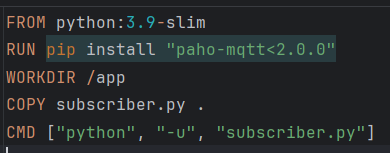 FROM python:3.9-slim
RUN pip install "paho-mqtt<2.0.0"
WORKDIR /app
COPY subscriber.py .
CMD ["python", "-u", "subscriber.py"]